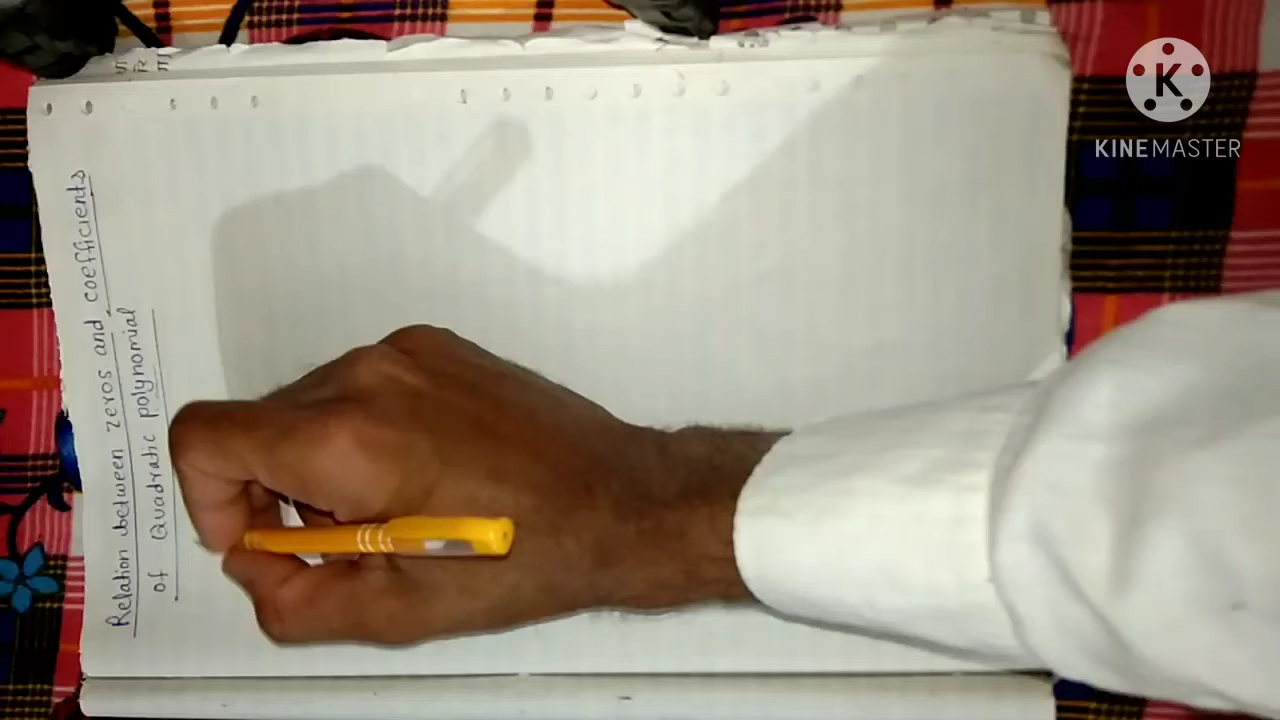 Relation between zeros and coefficients
of Quadratic polynomial
KINEMASTER